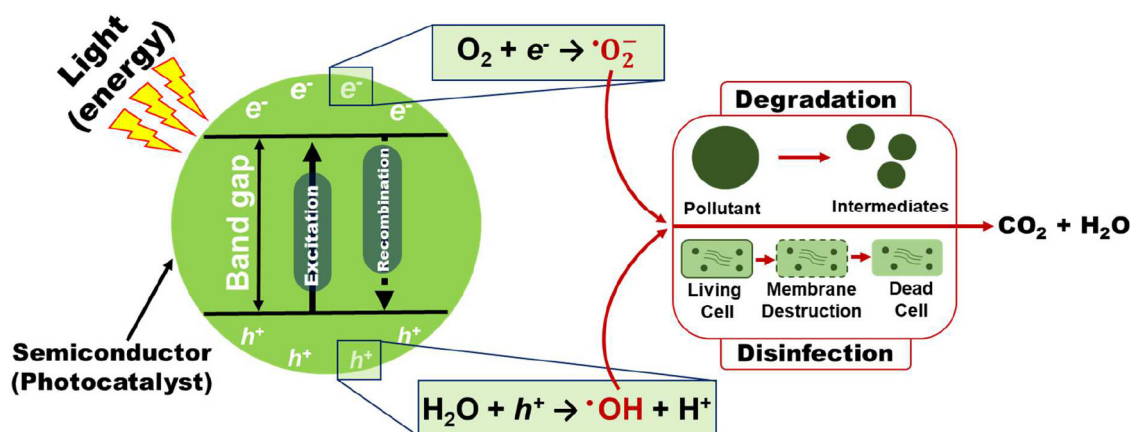 Light
(energy)
O₂ + e⁻ → •O₂⁻
e⁻
e⁻
e⁻
e⁻
Band gap
Excitation
Recombination
h⁺
h⁺
h⁺
h⁺
Semiconductor
(Photocatalyst)
H₂O + h⁺ → •OH + H⁺
Degradation
Pollutant
Intermediates
CO₂ + H₂O
Living
Cell
Membrane
Destruction
Dead
Cell
Disinfection